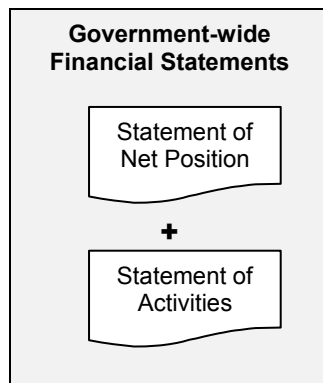 Government-wide
Financial Statements
Statement of
Net Position
+
Statement of
Activities